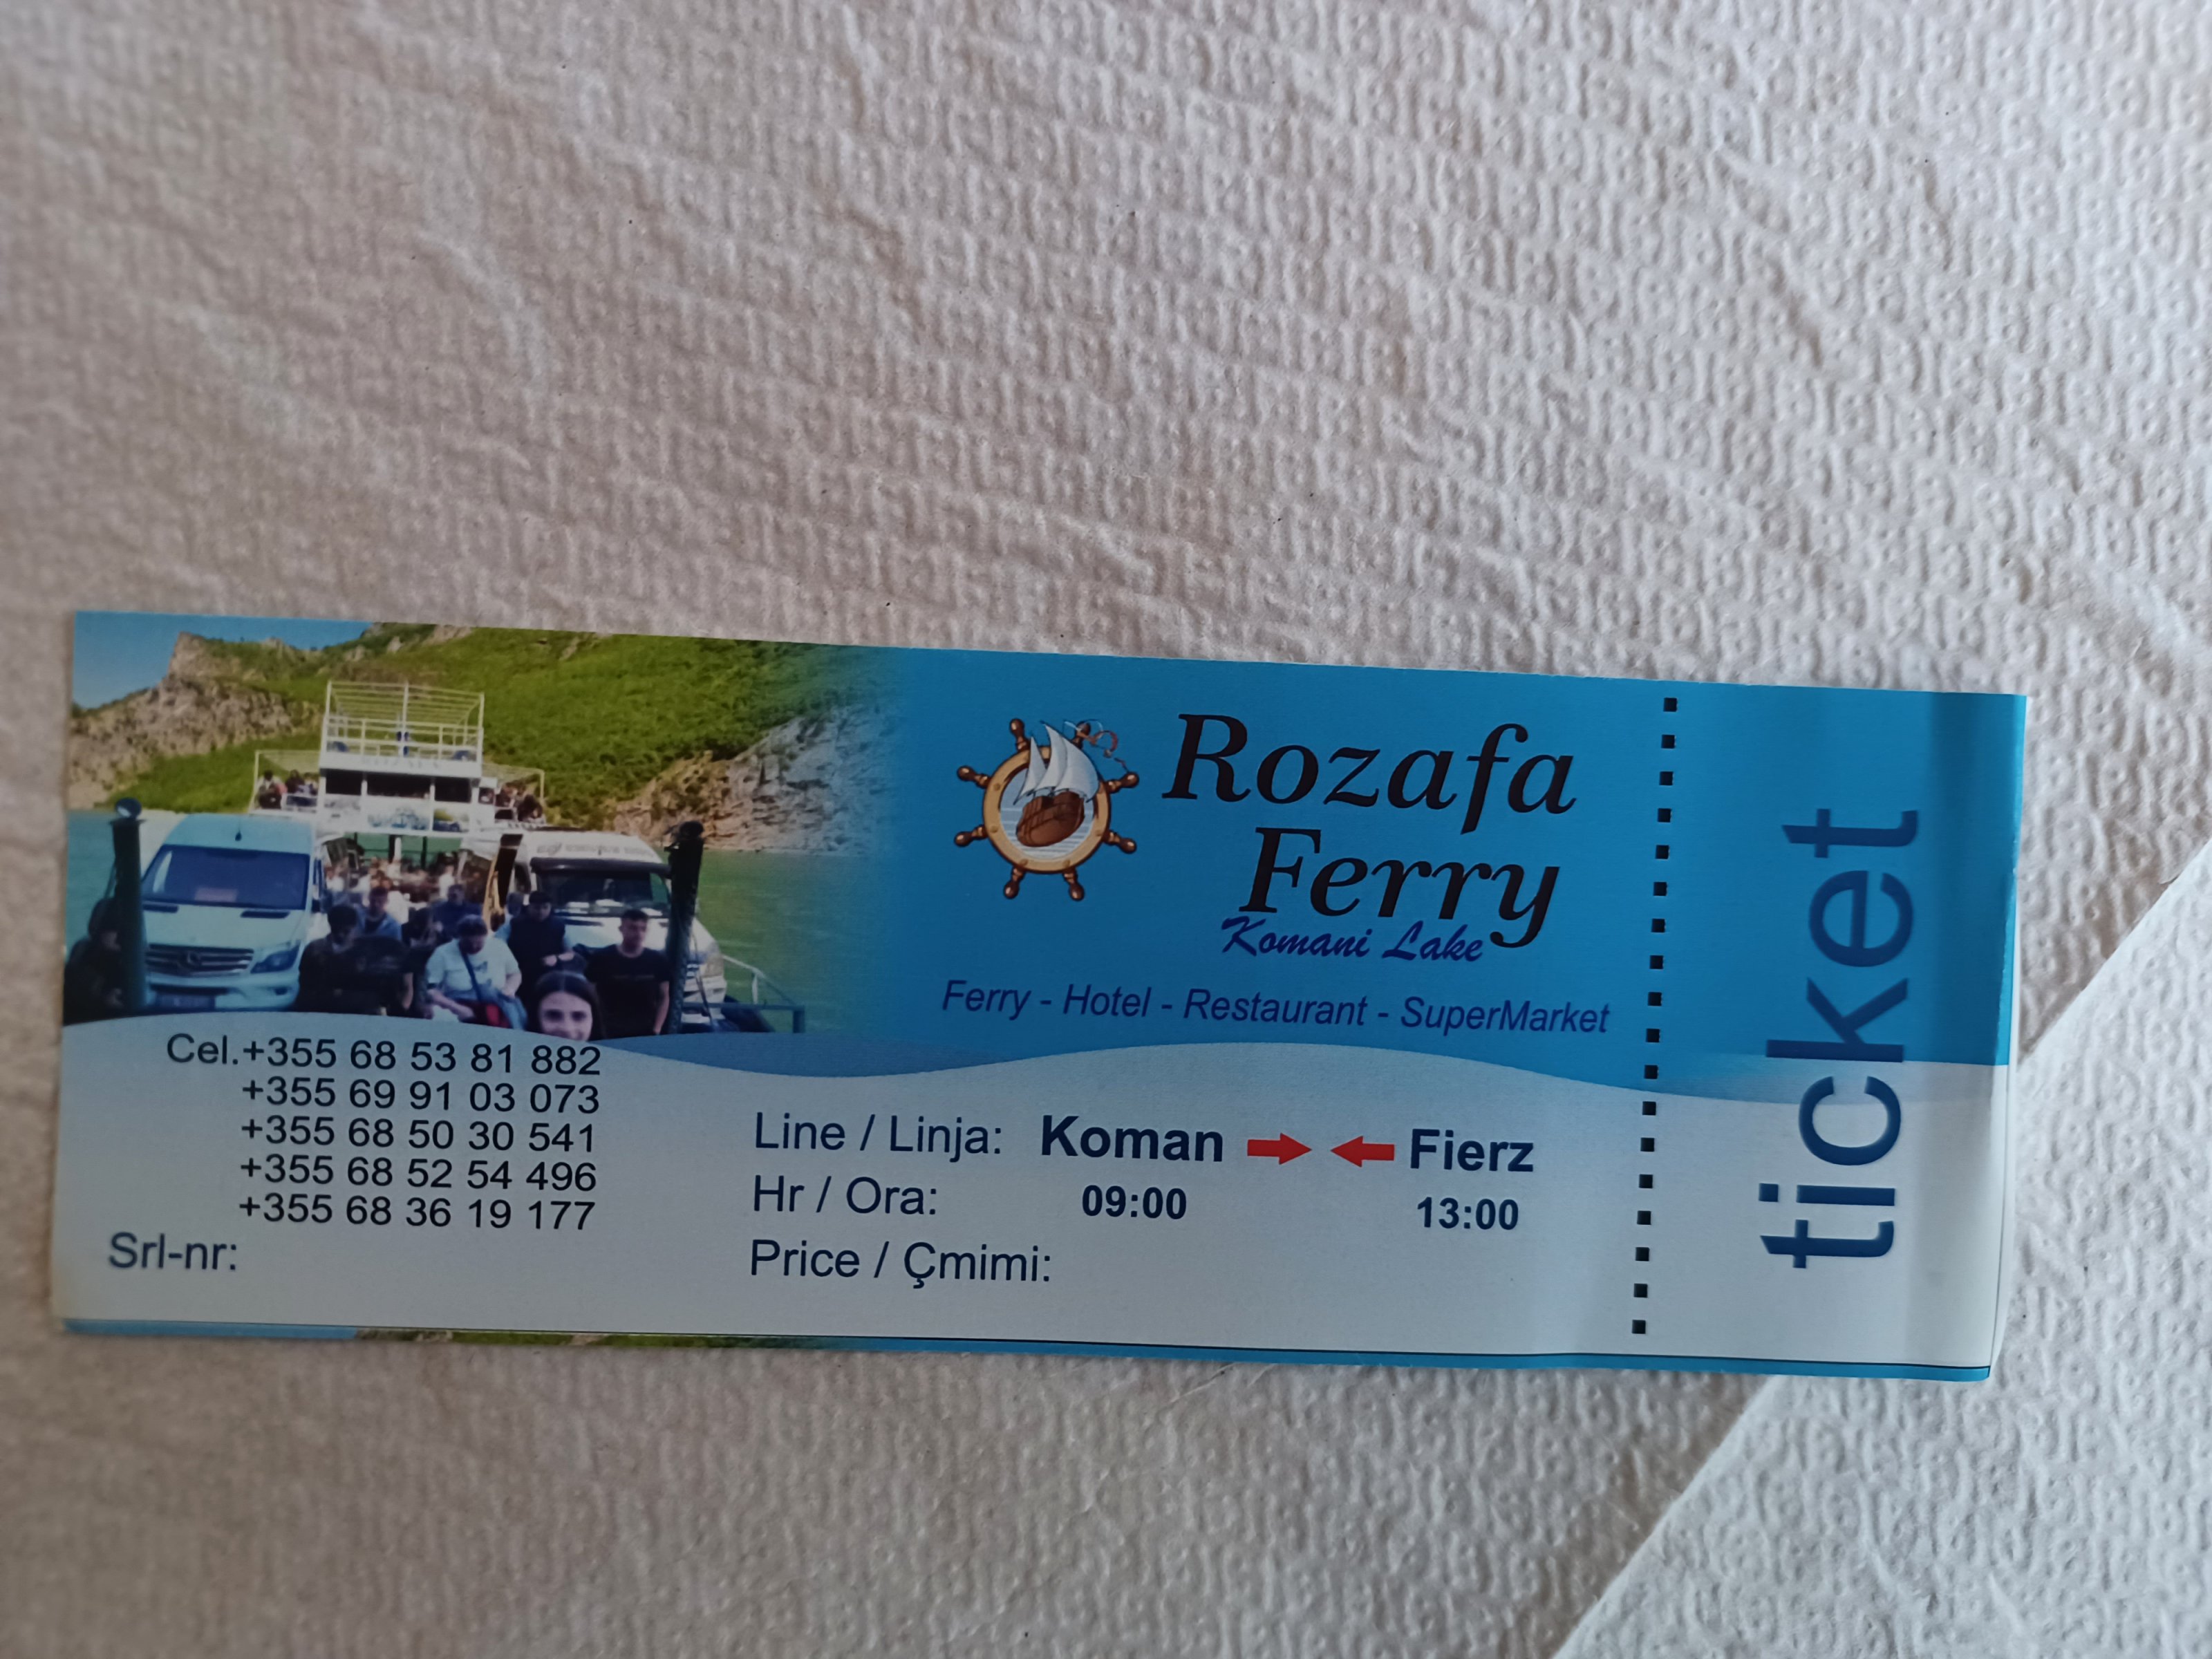 Rozafa
Ferry
Komani Lake
Ferry - Hotel - Restaurant - SuperMarket
Cel.+355 68 53 81 882
+355 69 91 03 073
+355 68 50 30 541
+355 68 52 54 496
+355 68 36 19 177
Srl-nr:
Line / Linja: Koman Fierz
Hr / Ora: 09:00 13:00
Price / Çmimi:
ticket